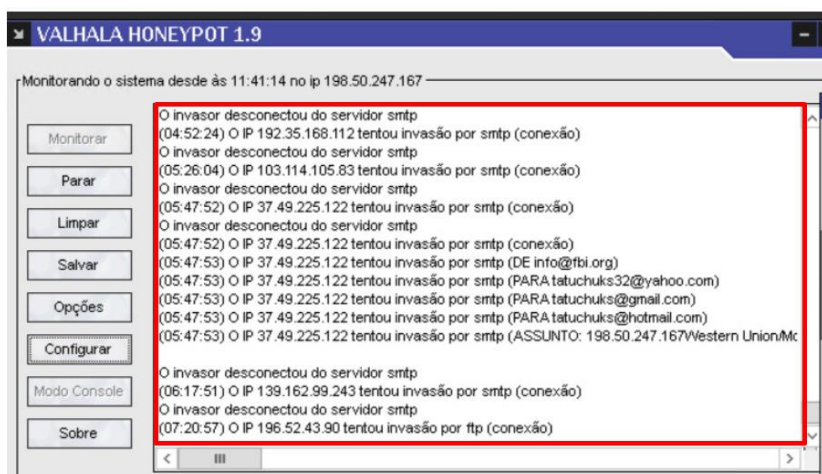 VALHALA HONEYPOT 1.9
Monitorando o sistema desde às 11:41:14 no ip 198.50.247.167
Monitorar
Parar
Limpar
Salvar
Opções
Configurar
Modo Console
Sobre
O invasor desconectou do servidor smtp
(04:52:24) O IP 192.35.168.112 tentou invasão por smtp (conexão)
O invasor desconectou do servidor smtp
(05:26:04) O IP 103.114.105.83 tentou invasão por smtp (conexão)
O invasor desconectou do servidor smtp
(05:47:52) O IP 37.49.225.122 tentou invasão por smtp (conexão)
O invasor desconectou do servidor smtp
(05:47:52) O IP 37.49.225.122 tentou invasão por smtp (conexão)
(05:47:53) O IP 37.49.225.122 tentou invasão por smtp (DE info@fbi.org)
(05:47:53) O IP 37.49.225.122 tentou invasão por smtp (PARA tatuchuks32@yahoo.com)
(05:47:53) O IP 37.49.225.122 tentou invasão por smtp (PARA tatuchuks@gmail.com)
(05:47:53) O IP 37.49.225.122 tentou invasão por smtp (PARA tatuchuks@hotmail.com)
(05:47:53) O IP 37.49.225.122 tentou invasão por smtp (ASSUNTO: 198.50.247.167Western Union/Mc
O invasor desconectou do servidor smtp
(06:17:51) O IP 139.162.99.243 tentou invasão por smtp (conexão)
O invasor desconectou do servidor smtp
(07:20:57) O IP 196.52.43.90 tentou invasão por ftp (conexão)